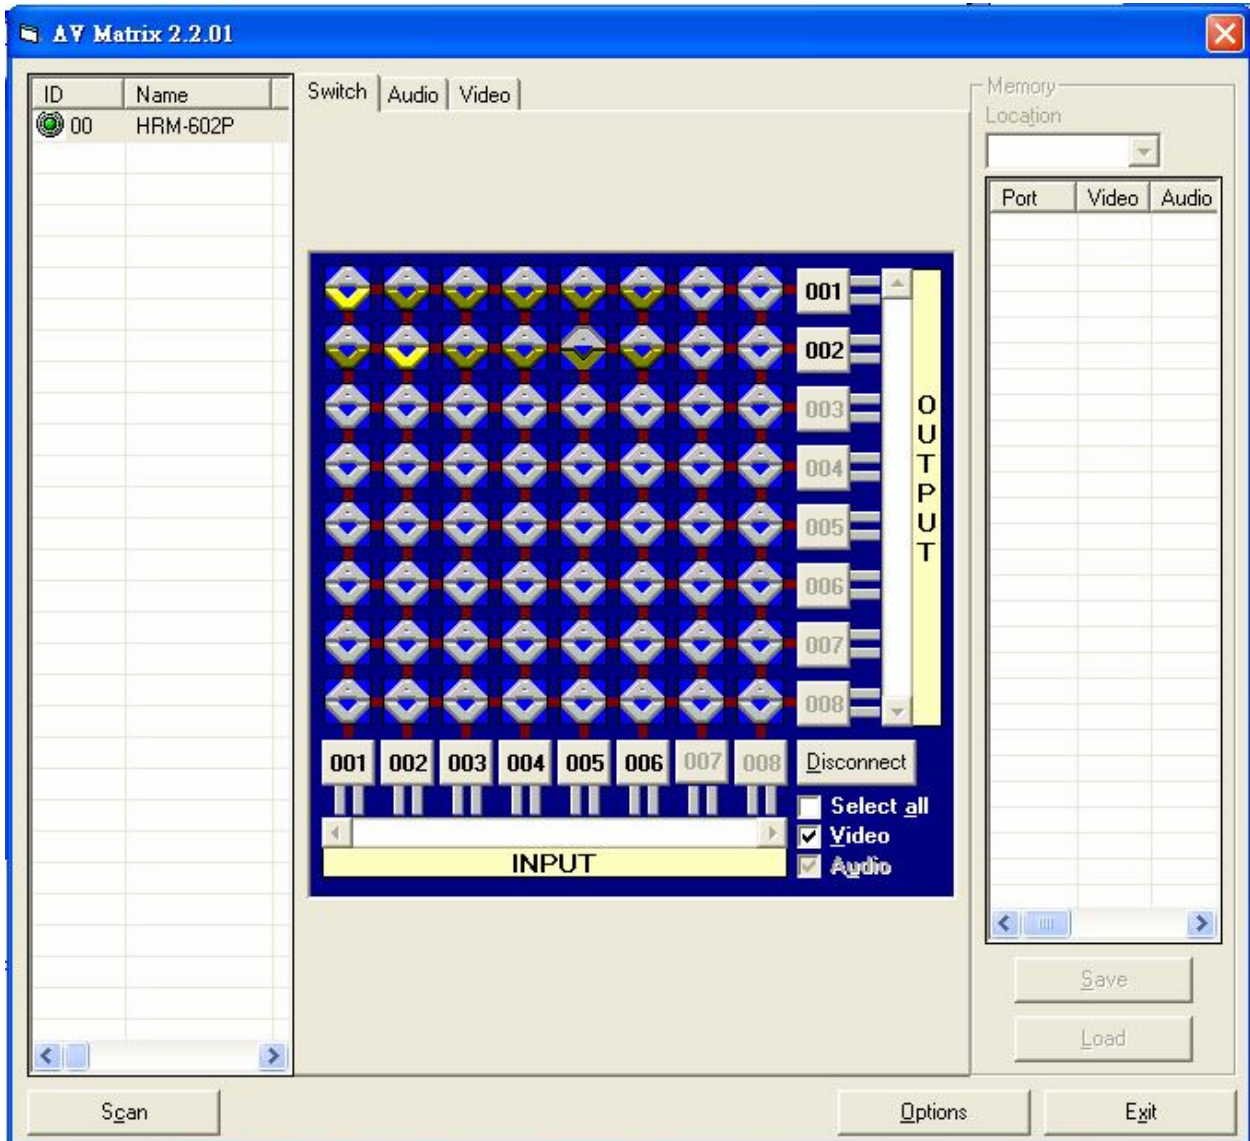 AV Matrix 2.2.01
ID Name
00 HRM-602P
Switch Audio Video
Memory
Location
Port Video Audio
001
002
003
004
005
006
007
008
OUTPUT
001 002 003 004 005 006 007 008
Disconnect
Select all
Video
Audio
INPUT
Save
Load
Scan
Options
Exit